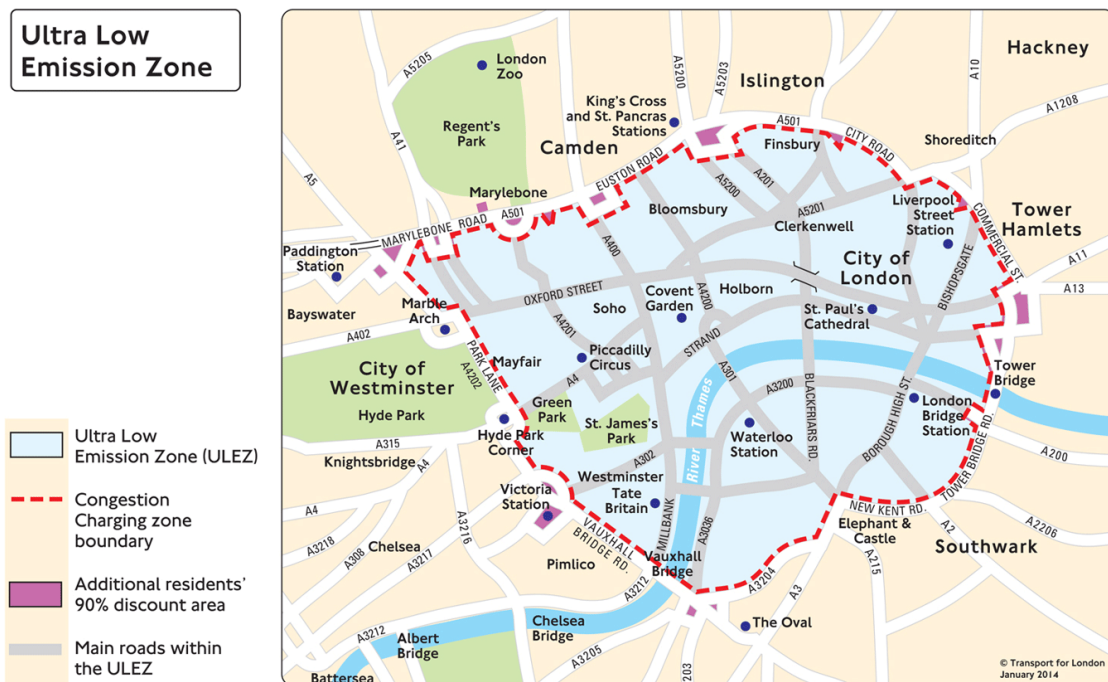 Ultra Low
Emission Zone
Ultra Low
Emission Zone (ULEZ)
Congestion
Charging zone
boundary
Additional residents'
90% discount area
Main roads within
the ULEZ
Hackney
Islington
A5205
London
Zoo
A5200
A5203
A10
A1208
King's Cross
and St. Pancras
Stations
A501
Regent's
Park
Camden
Finsbury
CITY ROAD
Shoreditch
A41
A5
EUSTON ROAD
A5200
A201
Marylebone
Bloomsbury
A5201
Liverpool
Street
Station
Tower
Hamlets
MARYLEBONE ROAD
A501
Clerkenwell
COMMERCIAL ST.
Paddington
Station
A400
City of
London
BISHOPSGATE
A11
A13
OXFORD STREET
Covent
Garden
A4200
Holborn
Marble
Arch
Soho
St. Paul's
Cathedral
Bayswater
A402
A4201
STRAND
PARK LANE
A4202
Mayfair
Piccadilly
Circus
City of
Westminster
Hyde Park
A4
A301
A3200
Tower
Bridge
Green
Park
St. James's
Park
River Thames
BLACKFRIARS RD.
BOROUGH HIGH ST.
London
Bridge
Station
A315
Hyde Park
Corner
Waterloo
Station
TOWER BRIDGE RD.
A200
Knightsbridge
A4
A302
Westminster
Victoria
Station
Tate
Britain
MILLBANK
A3036
NEW KENT RD.
A4
A3216
Elephant &
Castle
A2
A2206
A3218
A308
Chelsea
A3217
VAUXHALL
BRIDGE RD.
Vauxhall
Bridge
Southwark
Pimlico
A3212
A3204
A3
A215
Chelsea
Bridge
The Oval
A3212
Albert
Bridge
A3205
203
Battersea
© Transport for London
January 2014